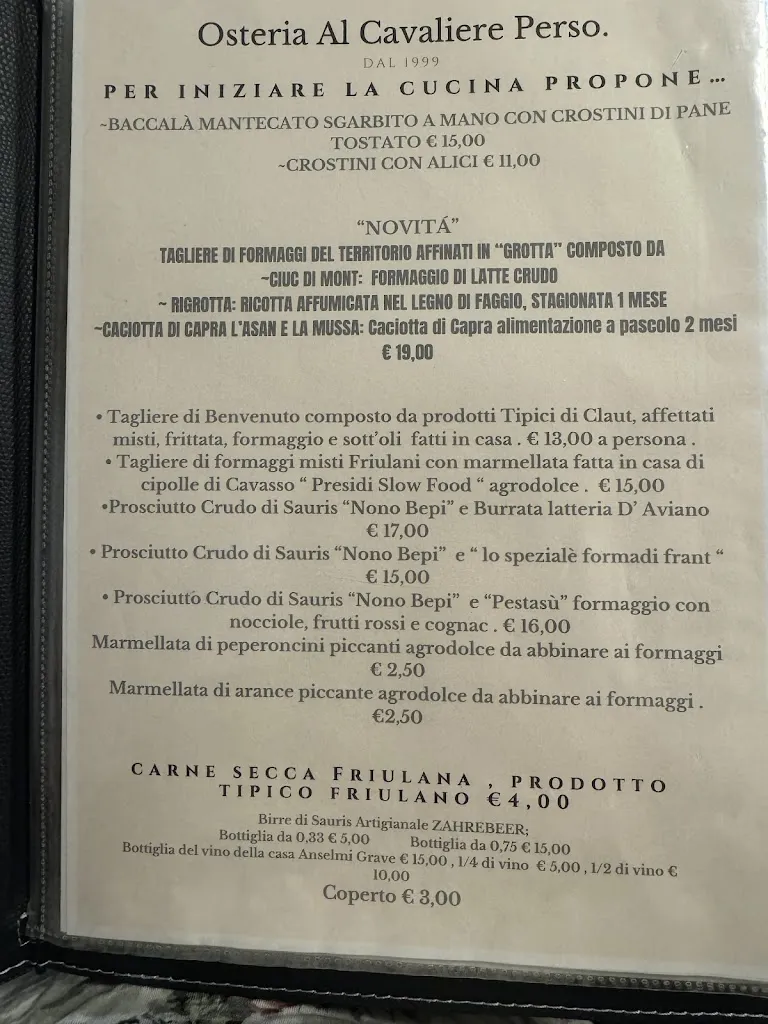 Osteria Al Cavaliere Perso.
DAL 1999
PER INIZIARE LA CUCINA PROPONE...
~BACCALÀ MANTECATO SGARBITO A MANO CON CROSTINI DI PANE
TOSTATO € 15,00
~CROSTINI CON ALICI € 11,00
“NOVITÁ”
TAGLIERE DI FORMAGGI DEL TERRITORIO AFFINATI IN “GROTTA” COMPOSTO DA
~CIUC DI MONT: FORMAGGIO DI LATTE CRUDO
~ RIGROTTA: RICOTTA AFFUMICATA NEL LEGNO DI FAGGIO, STAGIONATA 1 MESE
~CACIOTTA DI CAPRA L'ASAN E LA MUSSA: Caciotta di Capra alimentazione a pascolo 2 mesi
€ 19,00
• Tagliere di Benvenuto composto da prodotti Tipici di Claut, affettati
misti, frittata, formaggio e sott'oli fatti in casa . € 13,00 a persona .
• Tagliere di formaggi misti Friulani con marmellata fatta in casa di
cipolle di Cavasso “ Presidi Slow Food “ agrodolce . € 15,00
•Prosciutto Crudo di Sauris “Nono Bepi” e Burrata latteria D' Aviano
€ 17,00
• Prosciutto Crudo di Sauris “Nono Bepi” e “ lo spezialè formadi frant “
€ 15,00
• Prosciutto Crudo di Sauris “Nono Bepi” e “Pestasù” formaggio con
nocciole, frutti rossi e cognac . € 16,00
Marmellata di peperoncini piccanti agrodolce da abbinare ai formaggi
€ 2,50
Marmellata di arance piccante agrodolce da abbinare ai formaggi .
€2,50
CARNE SECCA FRIULANA , PRODOTTO
TIPICO FRIULANO € 4,00
Birre di Sauris Artigianale ZAHREBEER;
Bottiglia da 0,33 € 5,00 Bottiglia da 0,75 € 15,00
Bottiglia del vino della casa Anselmi Grave € 15,00 , 1/4 di vino € 5,00 , 1/2 di vino €
10,00
Coperto € 3,00